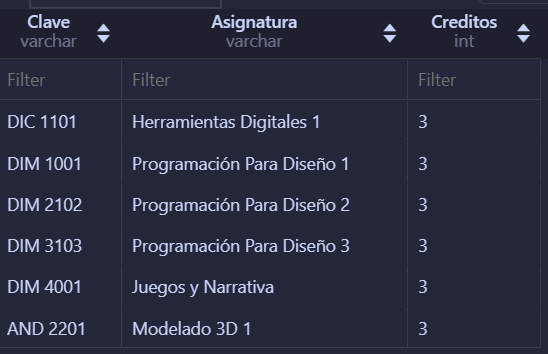 Clave Asignatura Creditos
varchar varchar int
Filter Filter Filter
DIC 1101 Herramientas Digitales 1 3
DIM 1001 Programación Para Diseño 1 3
DIM 2102 Programación Para Diseño 2 3
DIM 3103 Programación Para Diseño 3 3
DIM 4001 Juegos y Narrativa 3
AND 2201 Modelado 3D 1 3